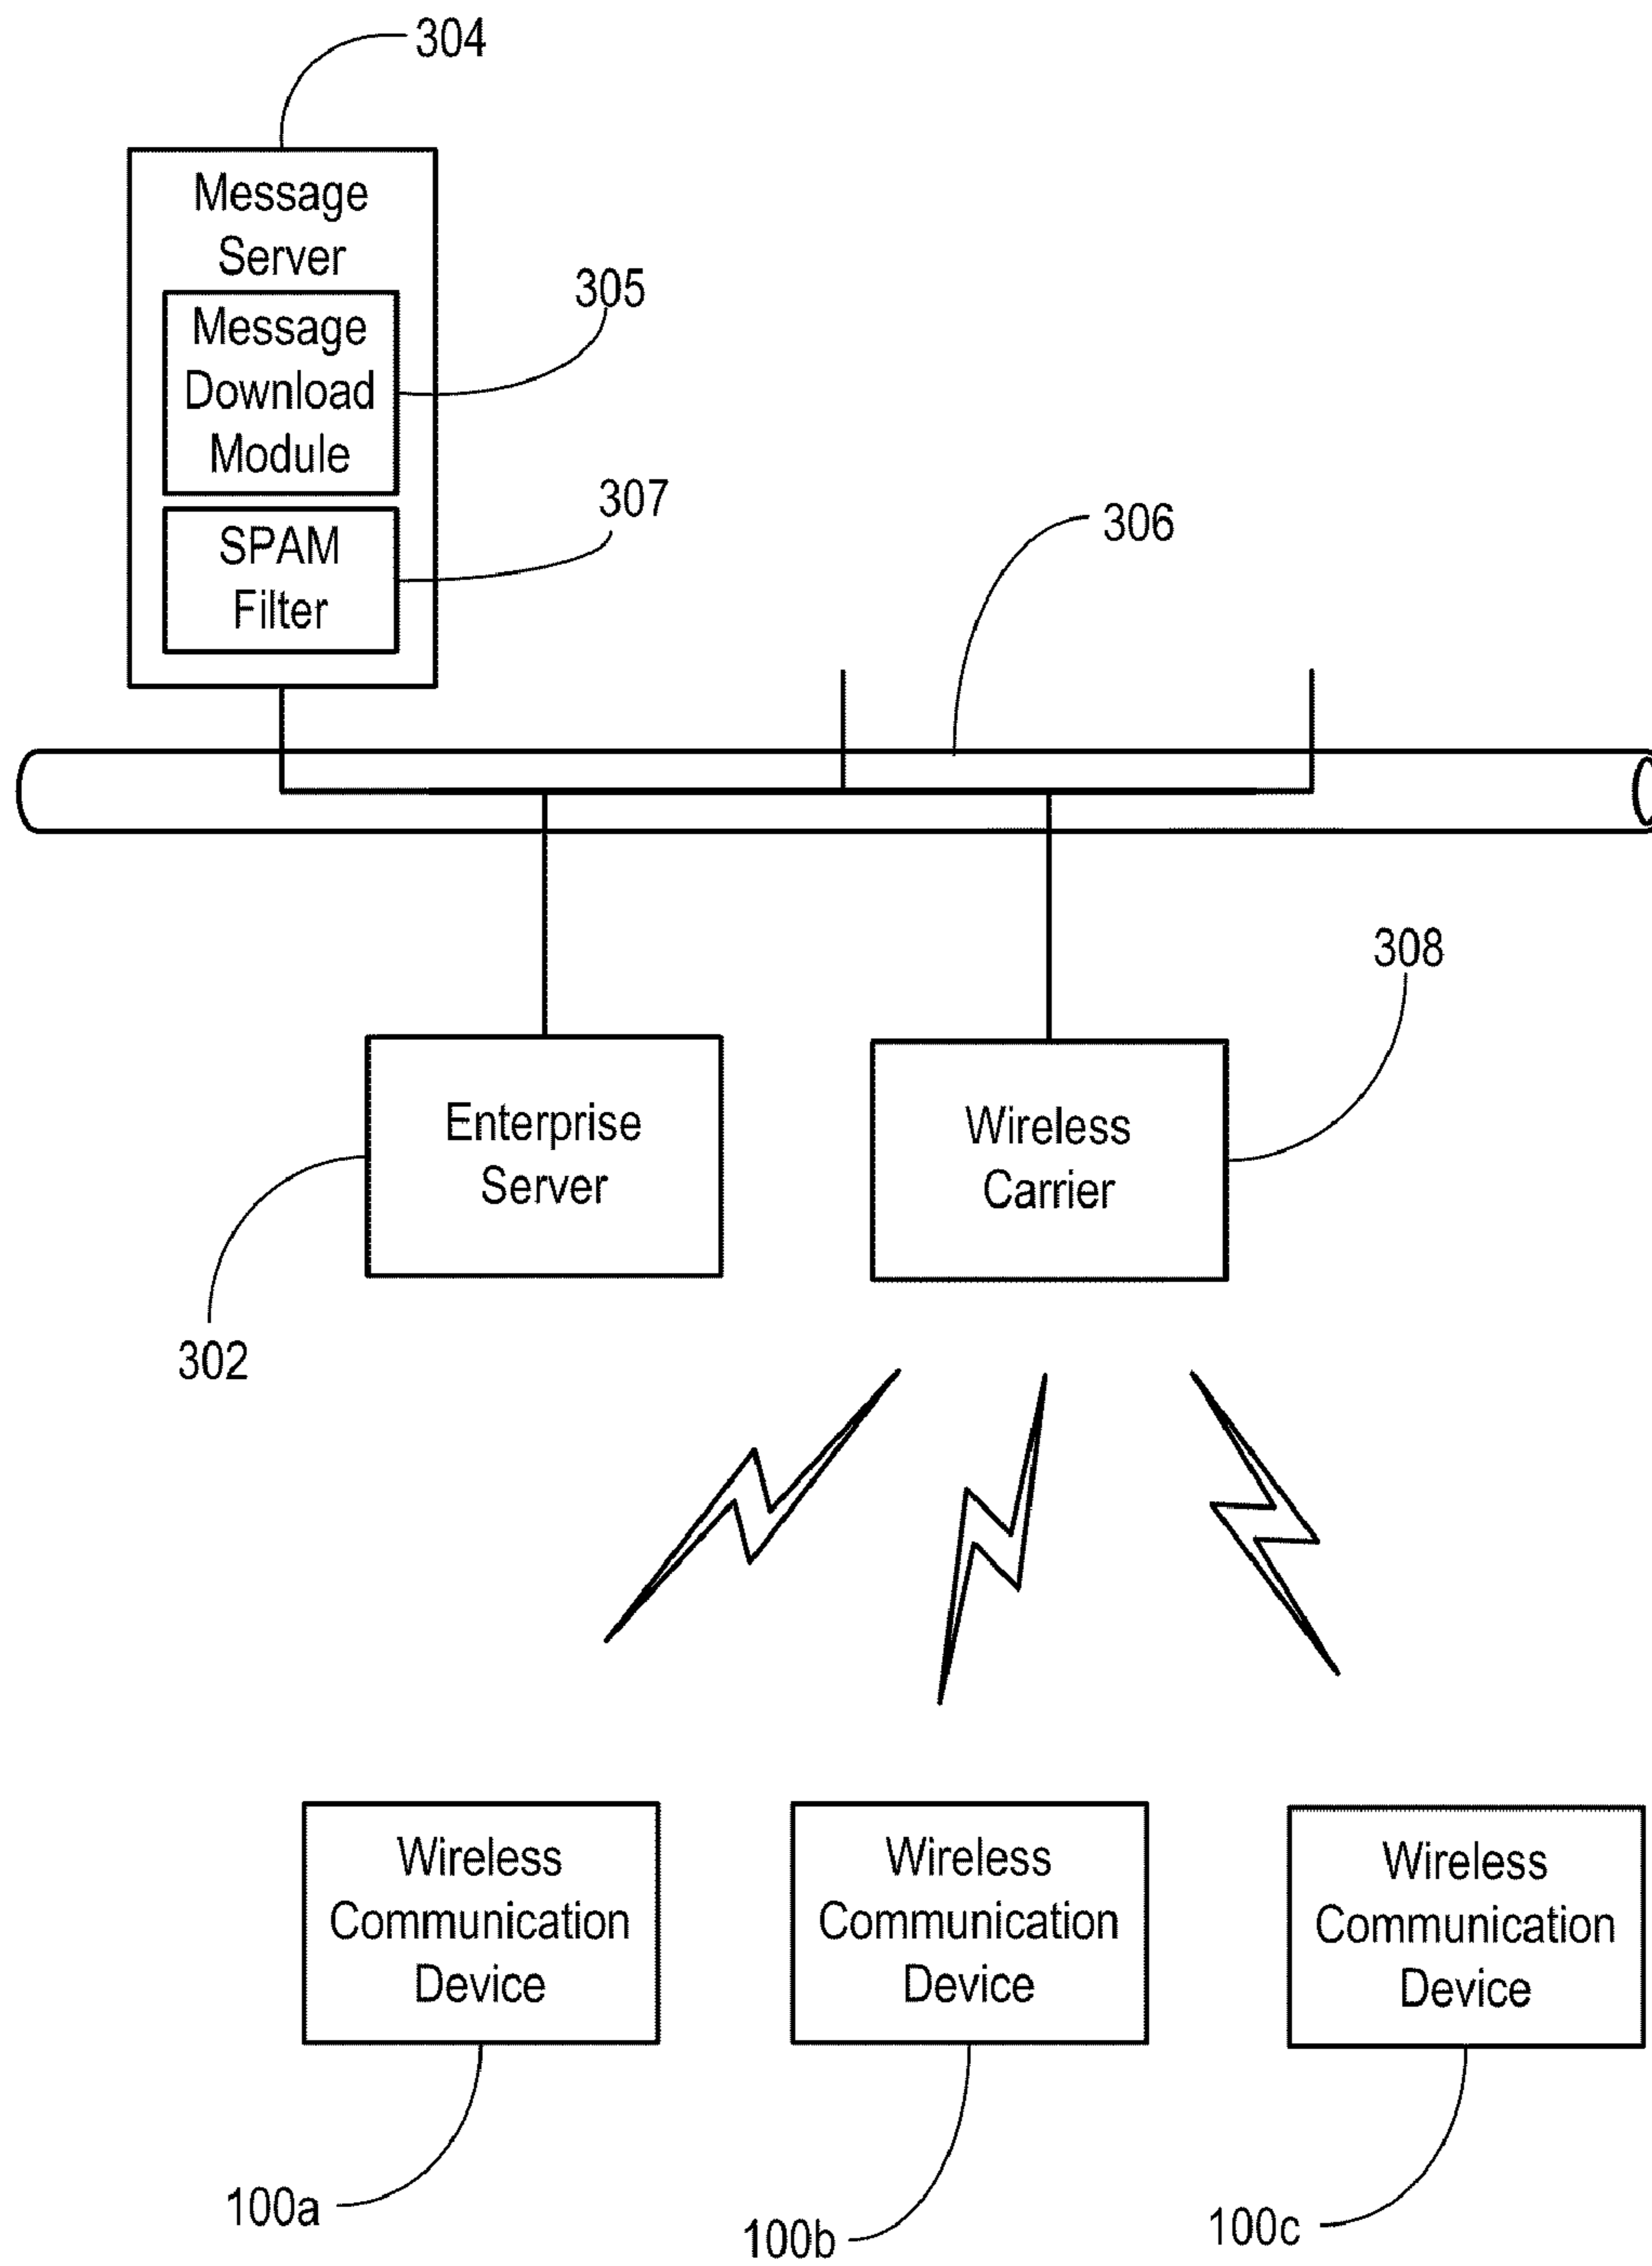 304
Message
Server
305
Message
Download
Module
307
SPAM
Filter
306
308
Enterprise
Server
Wireless
Carrier
302
Wireless
Communication
Device
Wireless
Communication
Device
Wireless
Communication
Device
100a
100b
100c